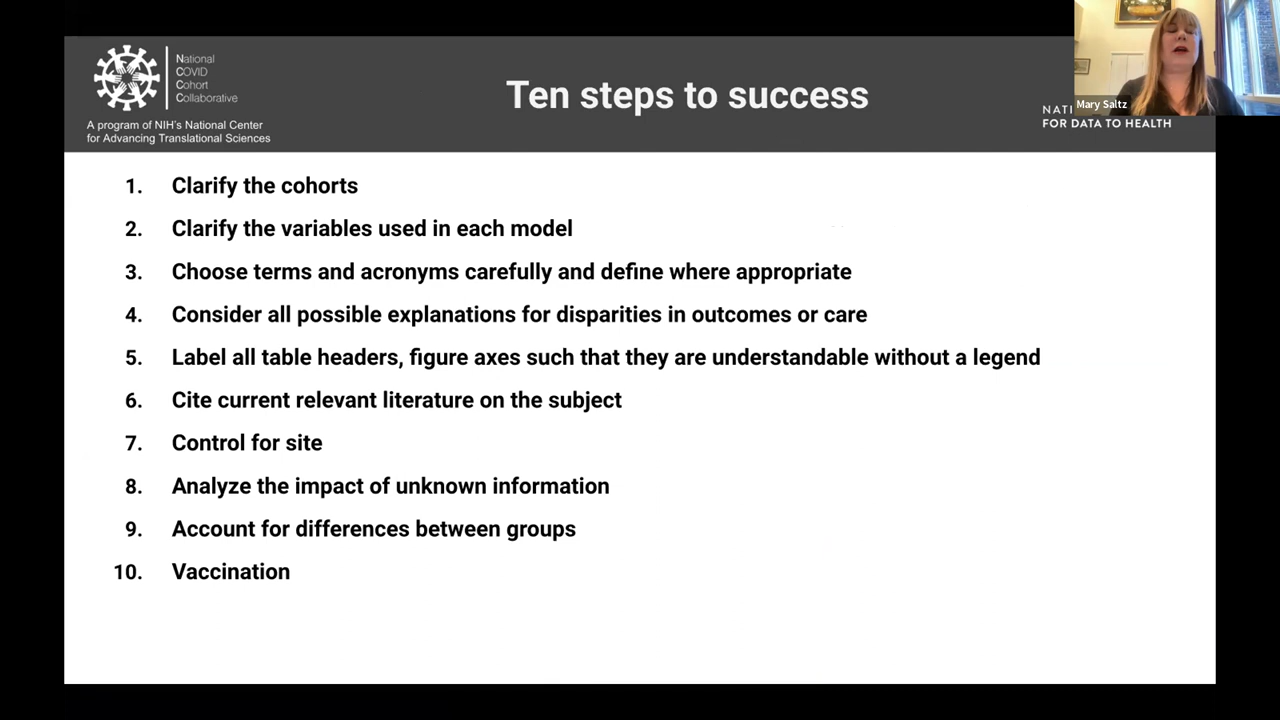 National
COVID
Cohort
Collaborative
A program of NIH's National Center
for Advancing Translational Sciences
Ten steps to success
Mary Saltz
FOR DATA TO HEALTH
1. Clarify the cohorts
2. Clarify the variables used in each model
3. Choose terms and acronyms carefully and define where appropriate
4. Consider all possible explanations for disparities in outcomes or care
5. Label all table headers, figure axes such that they are understandable without a legend
6. Cite current relevant literature on the subject
7. Control for site
8. Analyze the impact of unknown information
9. Account for differences between groups
10. Vaccination